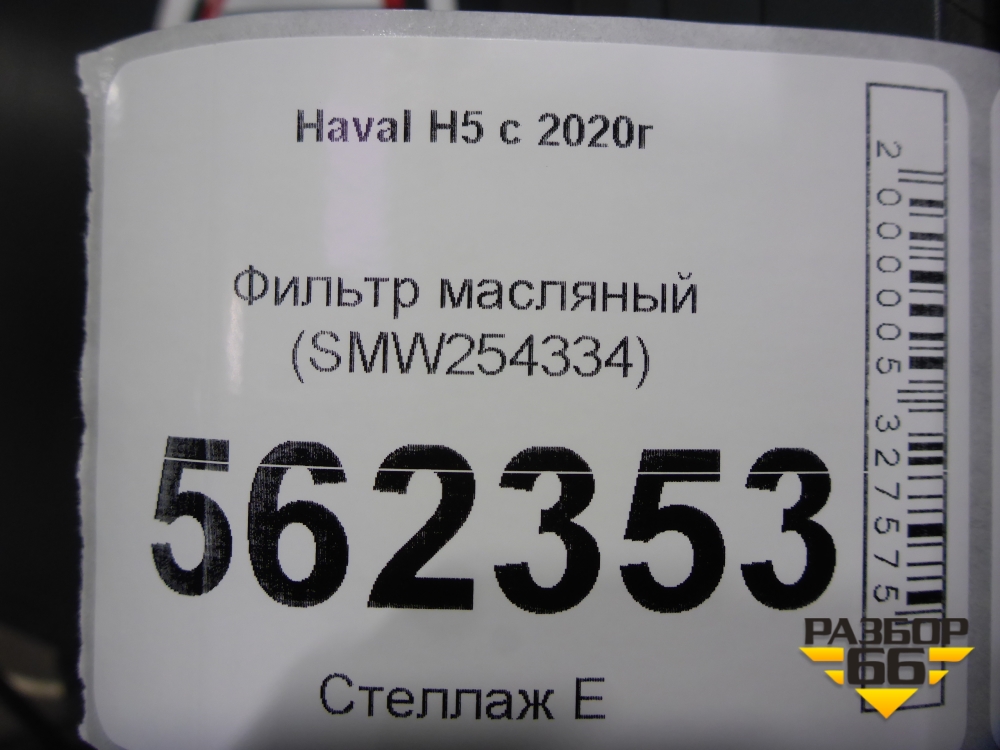 Haval H5 с 2020г
Фильтр масляный
(SMW254334)
562353
Стеллаж Е
2000005327575
РАЗБОР
66